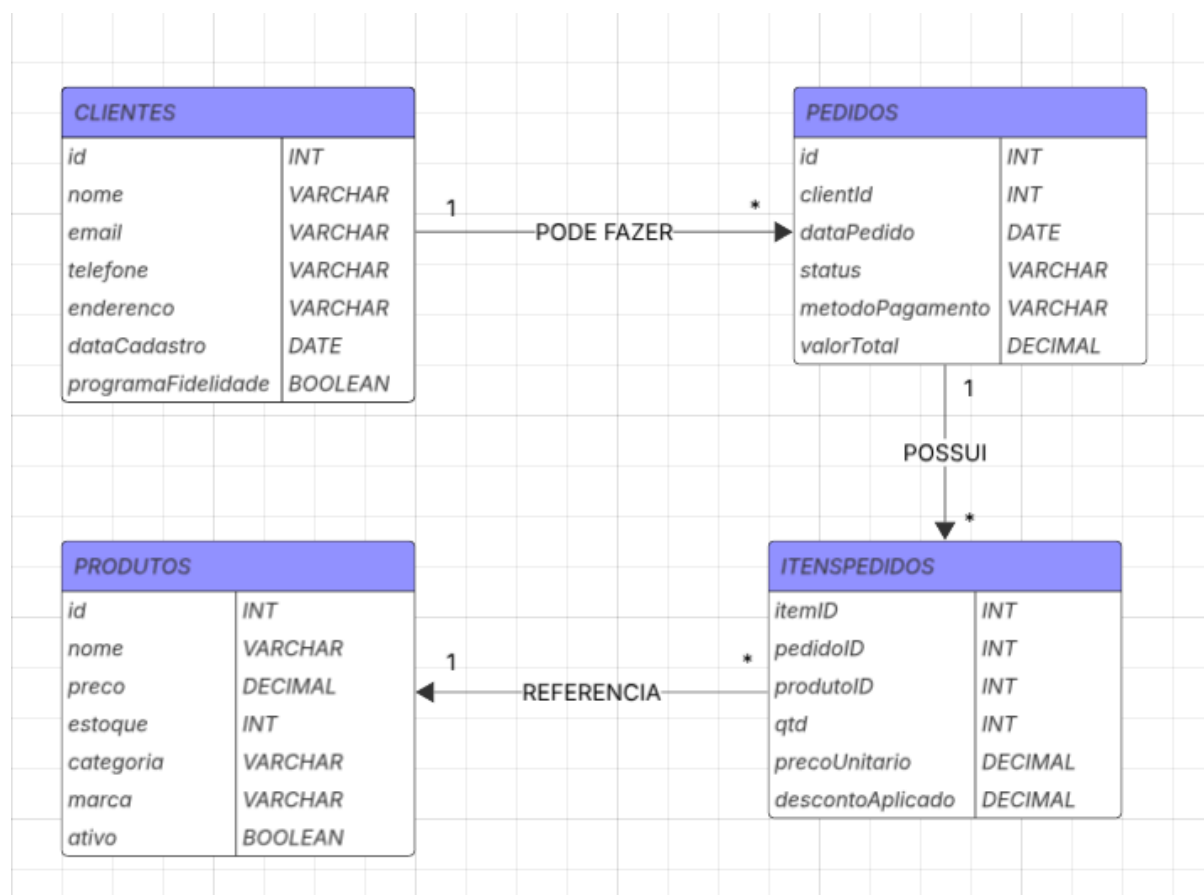 CLIENTES
id INT
nome VARCHAR
email VARCHAR
telefone VARCHAR
enderenco VARCHAR
dataCadastro DATE
programaFidelidade BOOLEAN
1 PODE FAZER *
PEDIDOS
id INT
clientId INT
dataPedido DATE
status VARCHAR
metodoPagamento VARCHAR
valorTotal DECIMAL
1
POSSUI
*
PRODUTOS
id INT
nome VARCHAR
preco DECIMAL
estoque INT
categoria VARCHAR
marca VARCHAR
ativo BOOLEAN
1 REFERENCIA *
ITENSPEDIDOS
itemID INT
pedidoID INT
produtoID INT
qtd INT
precoUnitario DECIMAL
descontoAplicado DECIMAL